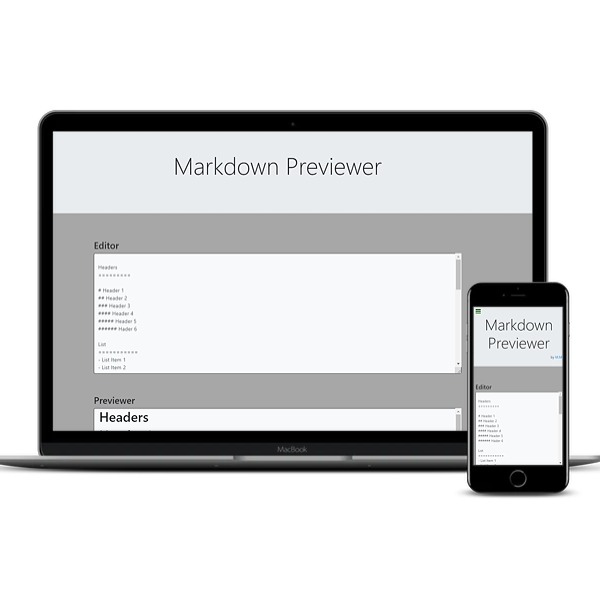 Markdown Previewer
Editor
Headers
=========
# Header 1
## Header 2
### Header 3
#### Header 4
##### Header 5
###### Hader 6
List
===========
- List Item 1
- List Item 2
Previewer
Headers
MacBook
Markdown
Previewer
Editor
Headers
=========
# Header 1
## Header 2
### Header 3
#### Header 4
##### Header 5
###### Hader 6
List
===========
- List Item 1